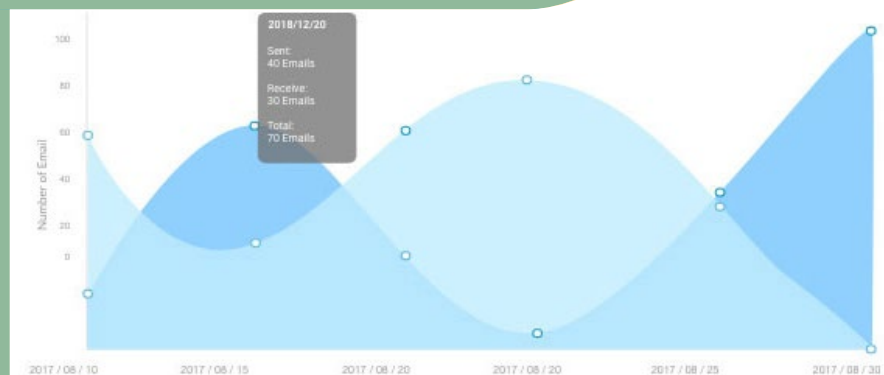 2018/12/20
Sent:
40 Emails
Receive:
30 Emails
Total:
70 Emails
Number of Email
100
80
60
40
20
0
2017 / 08 / 10
2017 / 08 / 15
2017 / 08 / 20
2017 / 08 / 20
2017 / 08 / 25
2017 / 08 / 30